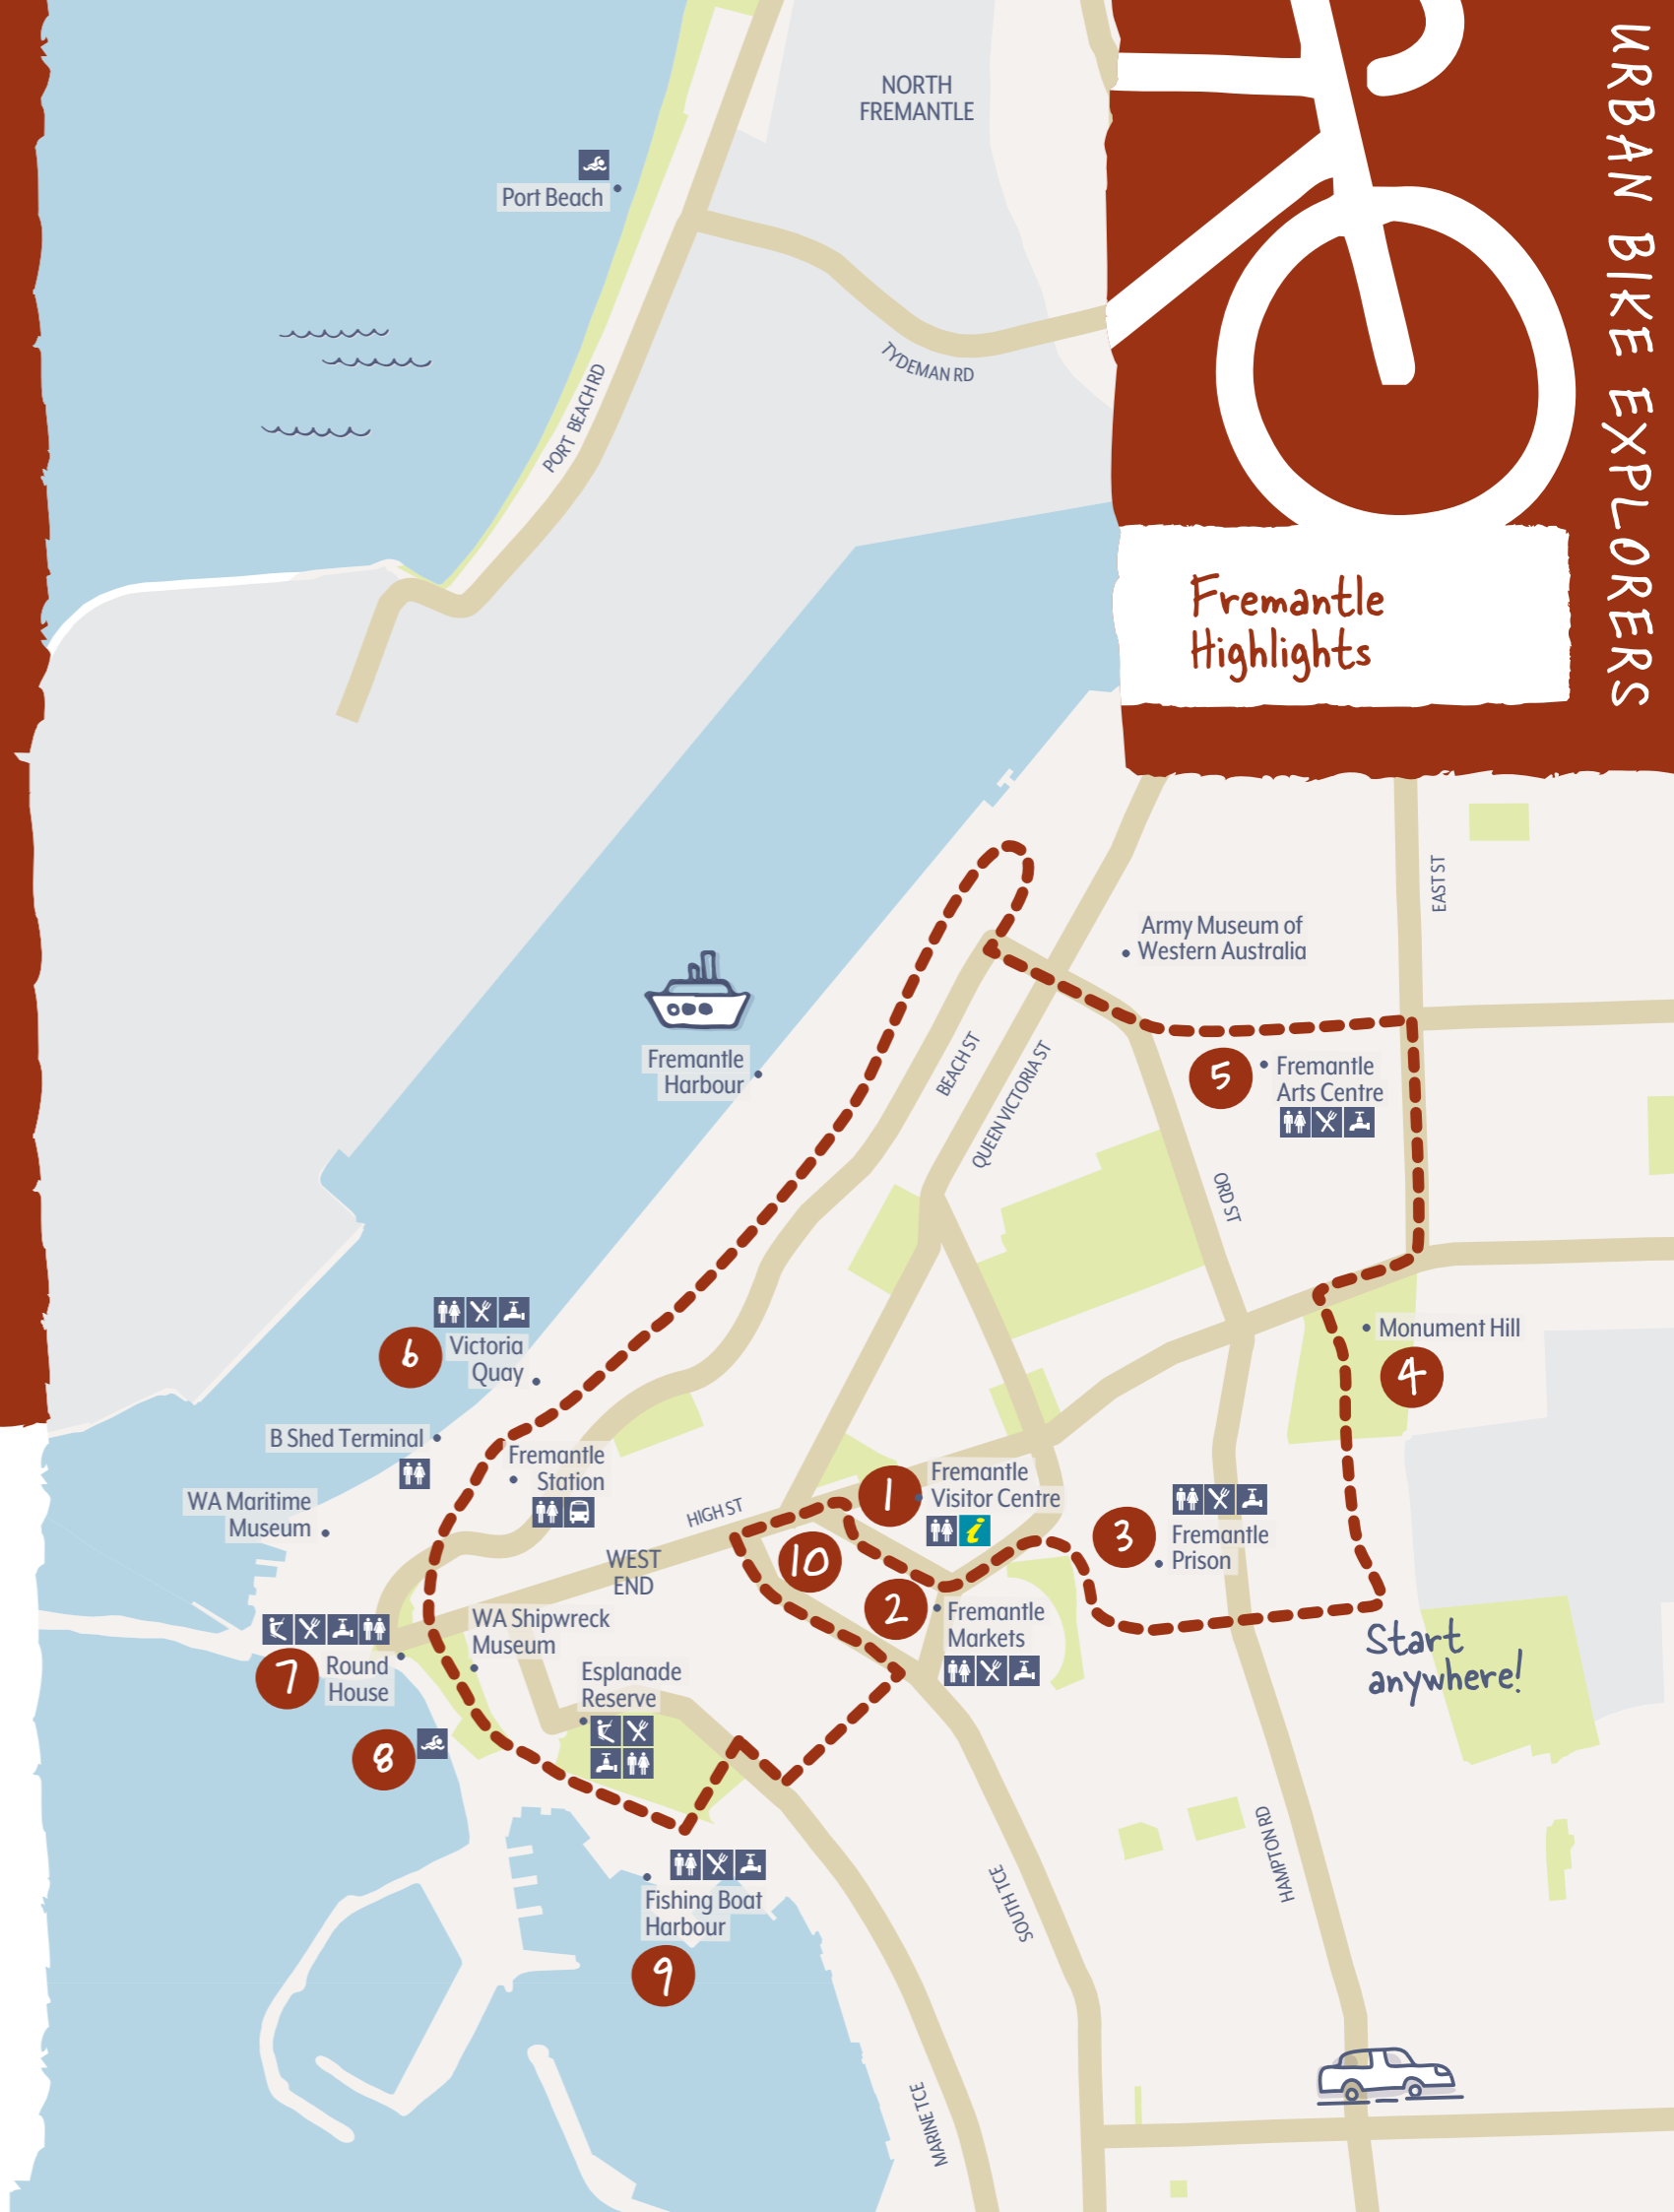 URBAN BIKE EXPLORERS
Fremantle
Highlights
NORTH
FREMANTLE
Port Beach
PORT BEACH RD
TYDEMAN RD
EAST ST
Army Museum of
Western Australia
Fremantle
Harbour
BEACH ST
QUEEN VICTORIA ST
5
Fremantle
Arts Centre
ORD ST
6
Victoria
Quay
Monument Hill
4
B Shed Terminal
Fremantle
Station
WA Maritime
Museum
HIGH ST
1
Fremantle
Visitor Centre
i
3
Fremantle
Prison
WEST
END
10
2
Fremantle
Markets
WA Shipwreck
Museum
7
Round
House
Esplanade
Reserve
Start
anywhere!
8
Fishing Boat
Harbour
9
SOUTH TCE
HAMPTON RD
MARINE TCE